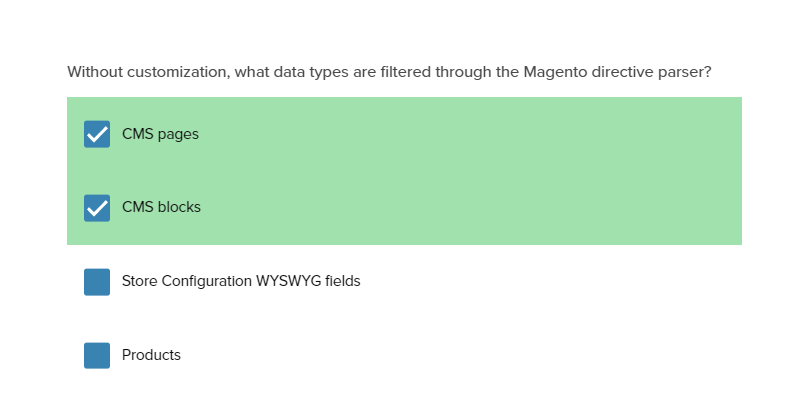 Without customization, what data types are filtered through the Magento directive parser?
CMS pages
CMS blocks
Store Configuration WYSWYG fields
Products